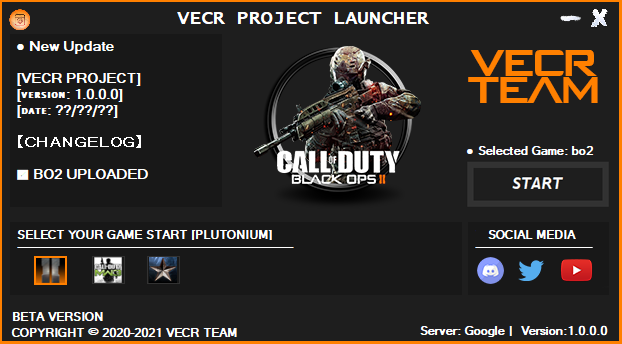 VECR PROJECT LAUNCHER
● New Update
[VECR PROJECT]
[ᴠᴇʀsɪᴏɴ: 1.0.0.0]
[ᴅᴀᴛᴇ: ??/??/??]
【CHANGELOG】
BO2 UPLOADED
CALL OF DUTY
BLACK OPS II
VECR
TEAM
● Selected Game: bo2
START
SELECT YOUR GAME START [PLUTONIUM]
SOCIAL MEDIA
BETA VERSION
COPYRIGHT © 2020-2021 VECR TEAM
Server: Google | Version:1.0.0.0